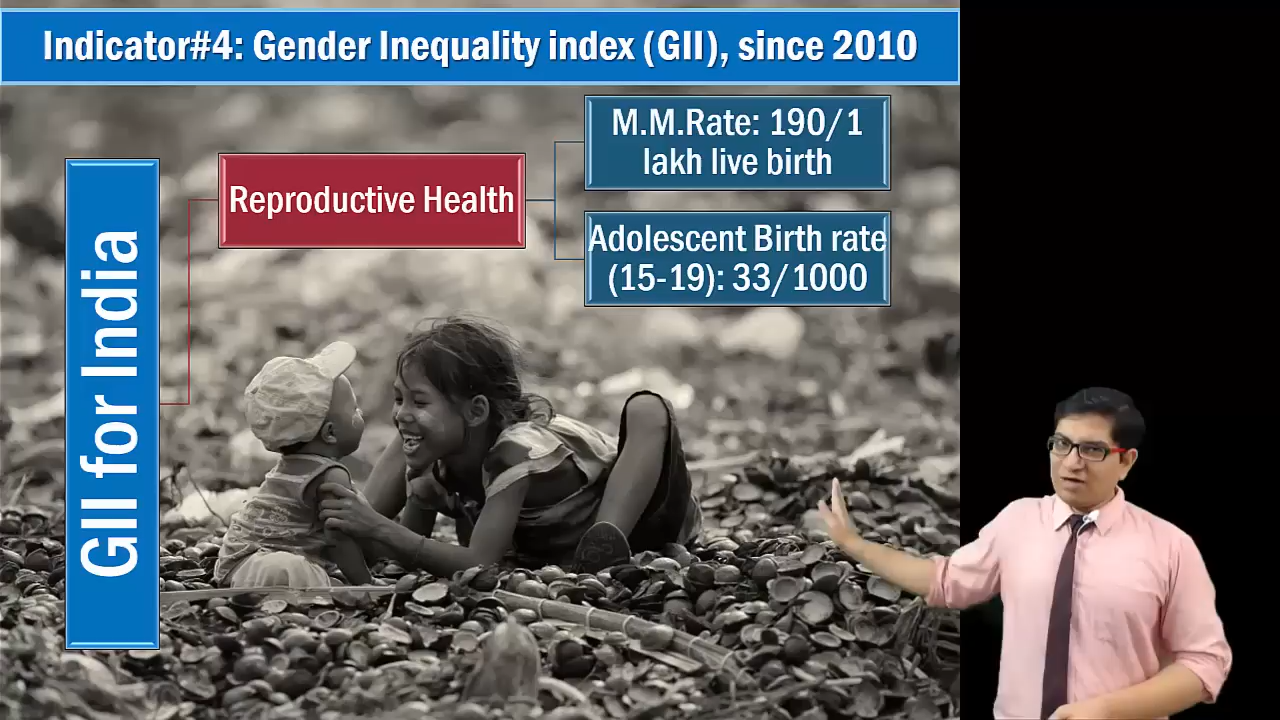 Indicator#4: Gender Inequality index (GII), since 2010
GII for India
Reproductive Health
M.M.Rate: 190/1
lakh live birth
Adolescent Birth rate
(15-19): 33/1000